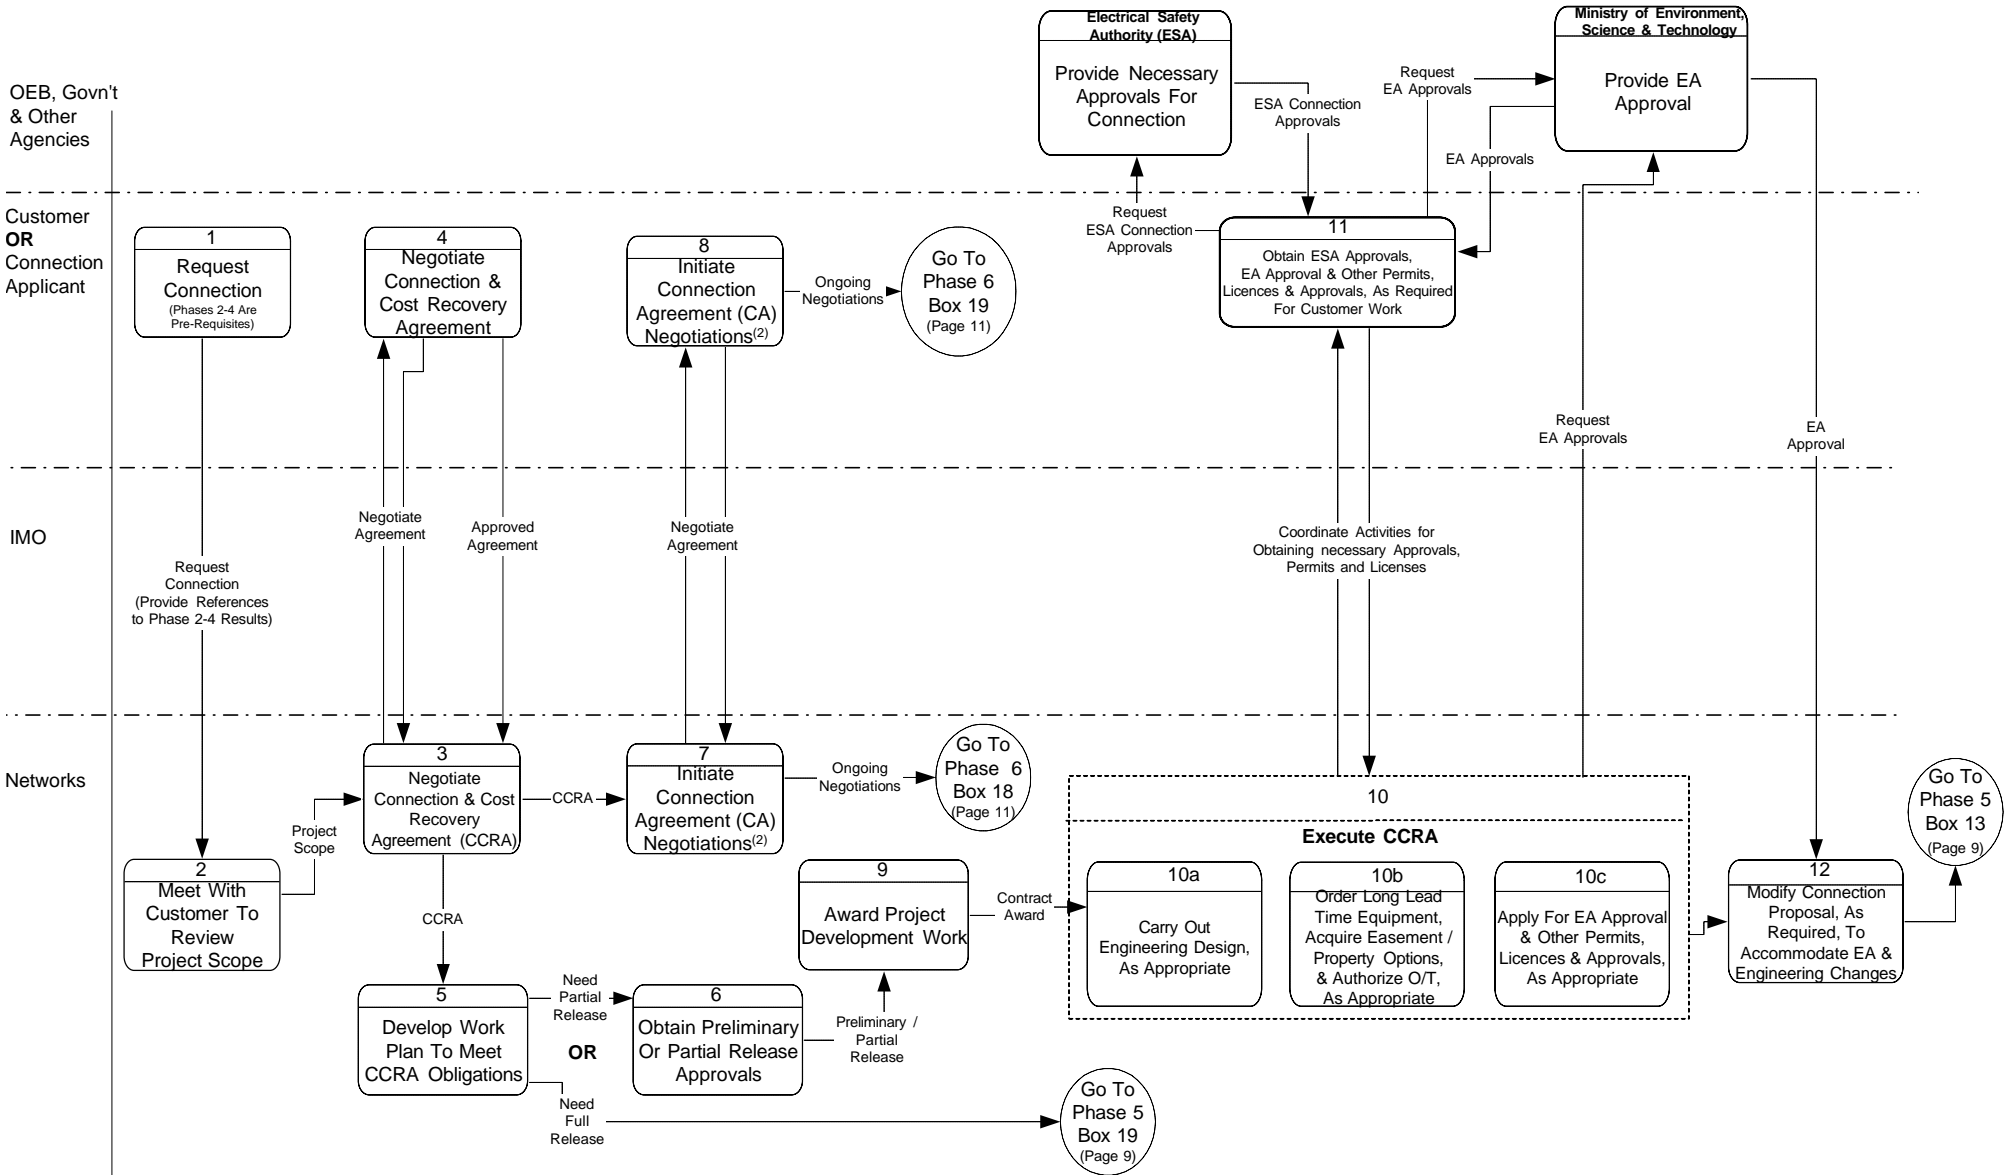 OEB, Govn't
& Other
Agencies
Electrical Safety
Authority (ESA)
Provide Necessary
Approvals For
Connection
ESA Connection
Approvals
Request
EA Approvals
Ministry of Environment,
Science & Technology
Provide EA
Approval
EA Approvals
Customer
OR
Connection
Applicant
1
Request
Connection
(Phases 2-4 Are
Pre-Requisites)
4
Negotiate
Connection &
Cost Recovery
Agreement
8
Initiate
Connection
Agreement (CA)
Negotiations(2)
Ongoing
Negotiations
Go To
Phase 6
Box 19
(Page 11)
Request
ESA Connection
Approvals
11
Obtain ESA Approvals,
EA Approval & Other Permits,
Licences & Approvals, As Required
For Customer Work
Request
EA Approvals
EA
Approval
IMO
Request
Connection
(Provide References
to Phase 2-4 Results)
Negotiate
Agreement
Approved
Agreement
Negotiate
Agreement
Coordinate Activities for
Obtaining necessary Approvals,
Permits and Licenses
Networks
2
Meet With
Customer To
Review
Project Scope
Project
Scope
3
Negotiate
Connection & Cost
Recovery
Agreement (CCRA)
CCRA
7
Initiate
Connection
Agreement (CA)
Negotiations(2)
Ongoing
Negotiations
Go To
Phase 6
Box 18
(Page 11)
CCRA
5
Develop Work
Plan To Meet
CCRA Obligations
Need
Partial
Release
OR
Need
Full
Release
6
Obtain Preliminary
Or Partial Release
Approvals
Preliminary /
Partial
Release
9
Award Project
Development Work
Contract
Award
10
Execute CCRA
10a
Carry Out
Engineering Design,
As Appropriate
10b
Order Long Lead
Time Equipment,
Acquire Easement /
Property Options,
& Authorize O/T,
As Appropriate
10c
Apply For EA Approval
& Other Permits,
Licences & Approvals,
As Appropriate
12
Modify Connection
Proposal, As
Required, To
Accommodate EA &
Engineering Changes
Go To
Phase 5
Box 13
(Page 9)
Go To
Phase 5
Box 19
(Page 9)